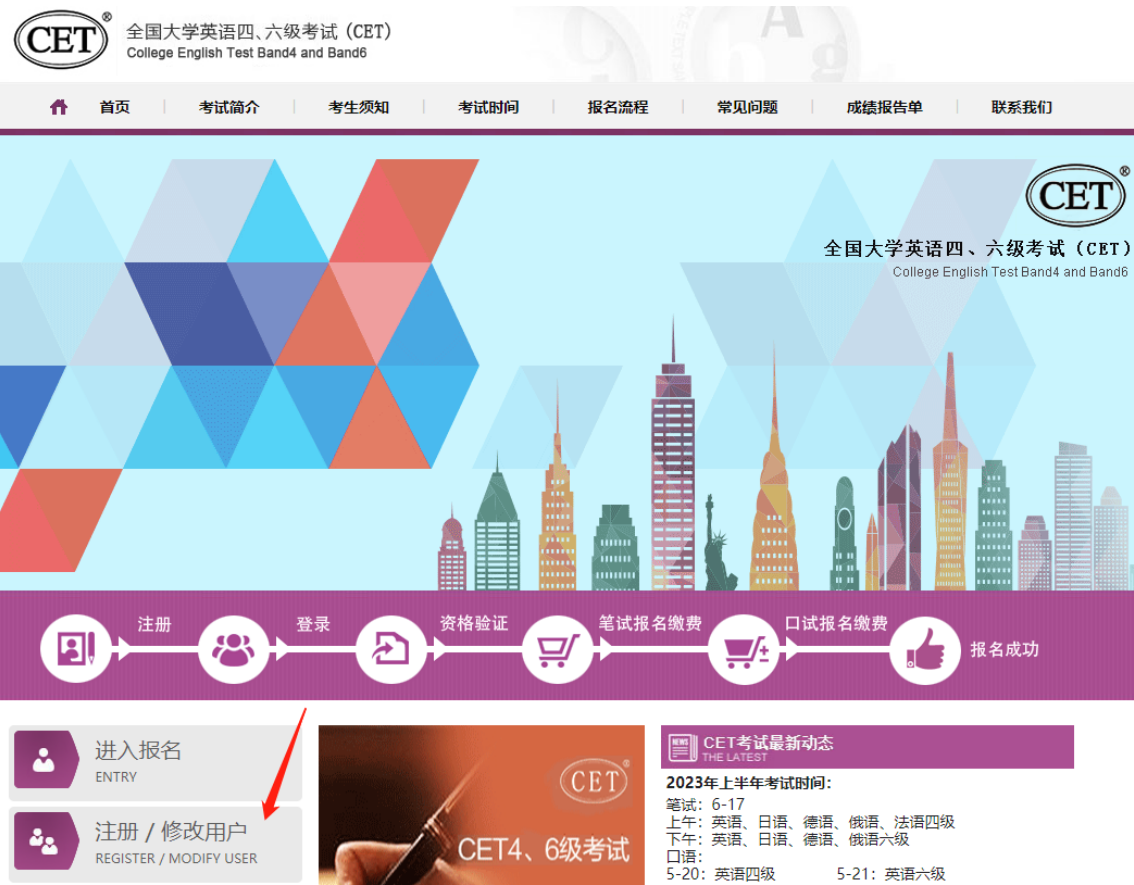 CET®
全国大学英语四、六级考试（CET）
College English Test Band4 and Band6
首页
考试简介
考生须知
考试时间
报名流程
常见问题
成绩报告单
联系我们
CET®
全国大学英语四、六级考试（CET）
College English Test Band4 and Band6
注册
登录
资格验证
笔试报名缴费
口试报名缴费
报名成功
进入报名
ENTRY
注册 / 修改用户
REGISTER / MODIFY USER
CET®
CET4、6级考试
NEWS
CET考试最新动态
THE LATEST
2023年上半年考试时间：
笔试：6-17
上午：英语、日语、德语、俄语、法语四级
下午：英语、日语、德语、俄语六级
口语：
5-20：英语四级 5-21：英语六级